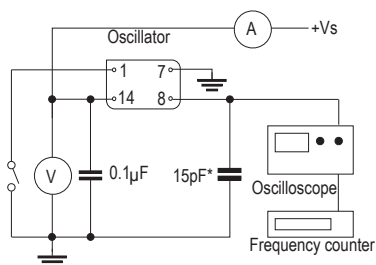 A
+Vs
Oscillator
1 7
14 8
V
0.1µF
15pF*
Oscilloscope
Frequency counter